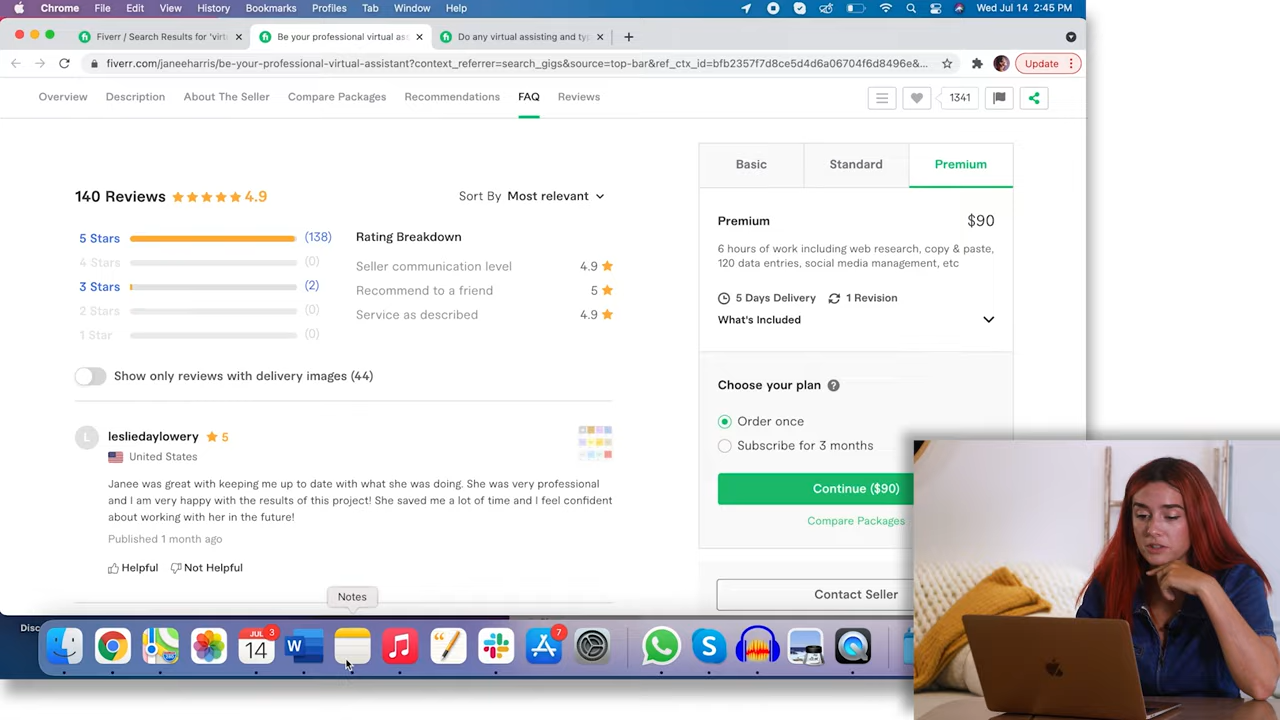 Chrome File Edit View History Bookmarks Profiles Tab Window Help
Wed Jul 14 2:45 PM
Fiverr / Search Results for 'virtu
Be your professional virtual ass
Do any virtual assisting and typ
fiverr.com/janeeharris/be-your-professional-virtual-assistant?context_referrer=search_gigs&source=top-bar&ref_ctx_id=bfb2357f7d8ce5d4d6a06704f6d8496e&...
Update
Overview Description About The Seller Compare Packages Recommendations FAQ Reviews
1341
Basic Standard Premium
140 Reviews 4.9
Sort By Most relevant
5 Stars (138)
4 Stars (0)
3 Stars (2)
2 Stars (0)
1 Star (0)
Rating Breakdown
Seller communication level 4.9
Recommend to a friend 5
Service as described 4.9
Show only reviews with delivery images (44)
L
lesliedaylowery 5
United States
Janee was great with keeping me up to date with what she was doing. She was very professional
and I am very happy with the results of this project! She saved me a lot of time and I feel confident
about working with her in the future!
Published 1 month ago
Helpful Not Helpful
Premium $90
6 hours of work including web research, copy & paste,
120 data entries, social media management, etc
5 Days Delivery 1 Revision
What's Included
Choose your plan ?
Order once
Subscribe for 3 months
Continue ($90)
Compare Packages
Contact Seller
Notes
Disc
JUL 3
14
W
7
S